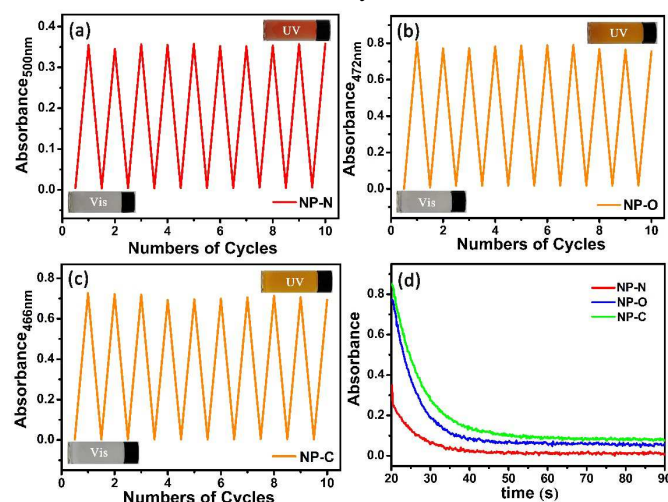 (a)
UV
0.4
0.3
0.2
0.1
0.0
Absorbance500nm
Vis
NP-N
0 2 4 6 8 10
Numbers of Cycles
(b)
UV
0.8
0.6
0.4
0.2
0.0
Absorbance472nm
Vis
NP-O
0 2 4 6 8 10
Numbers of Cycles
(c)
UV
0.8
0.6
0.4
0.2
0.0
Absorbance466nm
Vis
NP-C
0 2 4 6 8 10
Numbers of Cycles
(d)
NP-N
NP-O
NP-C
0.8
0.6
0.4
0.2
0.0
Absorbance
20 30 40 50 60 70 80 90
time (s)